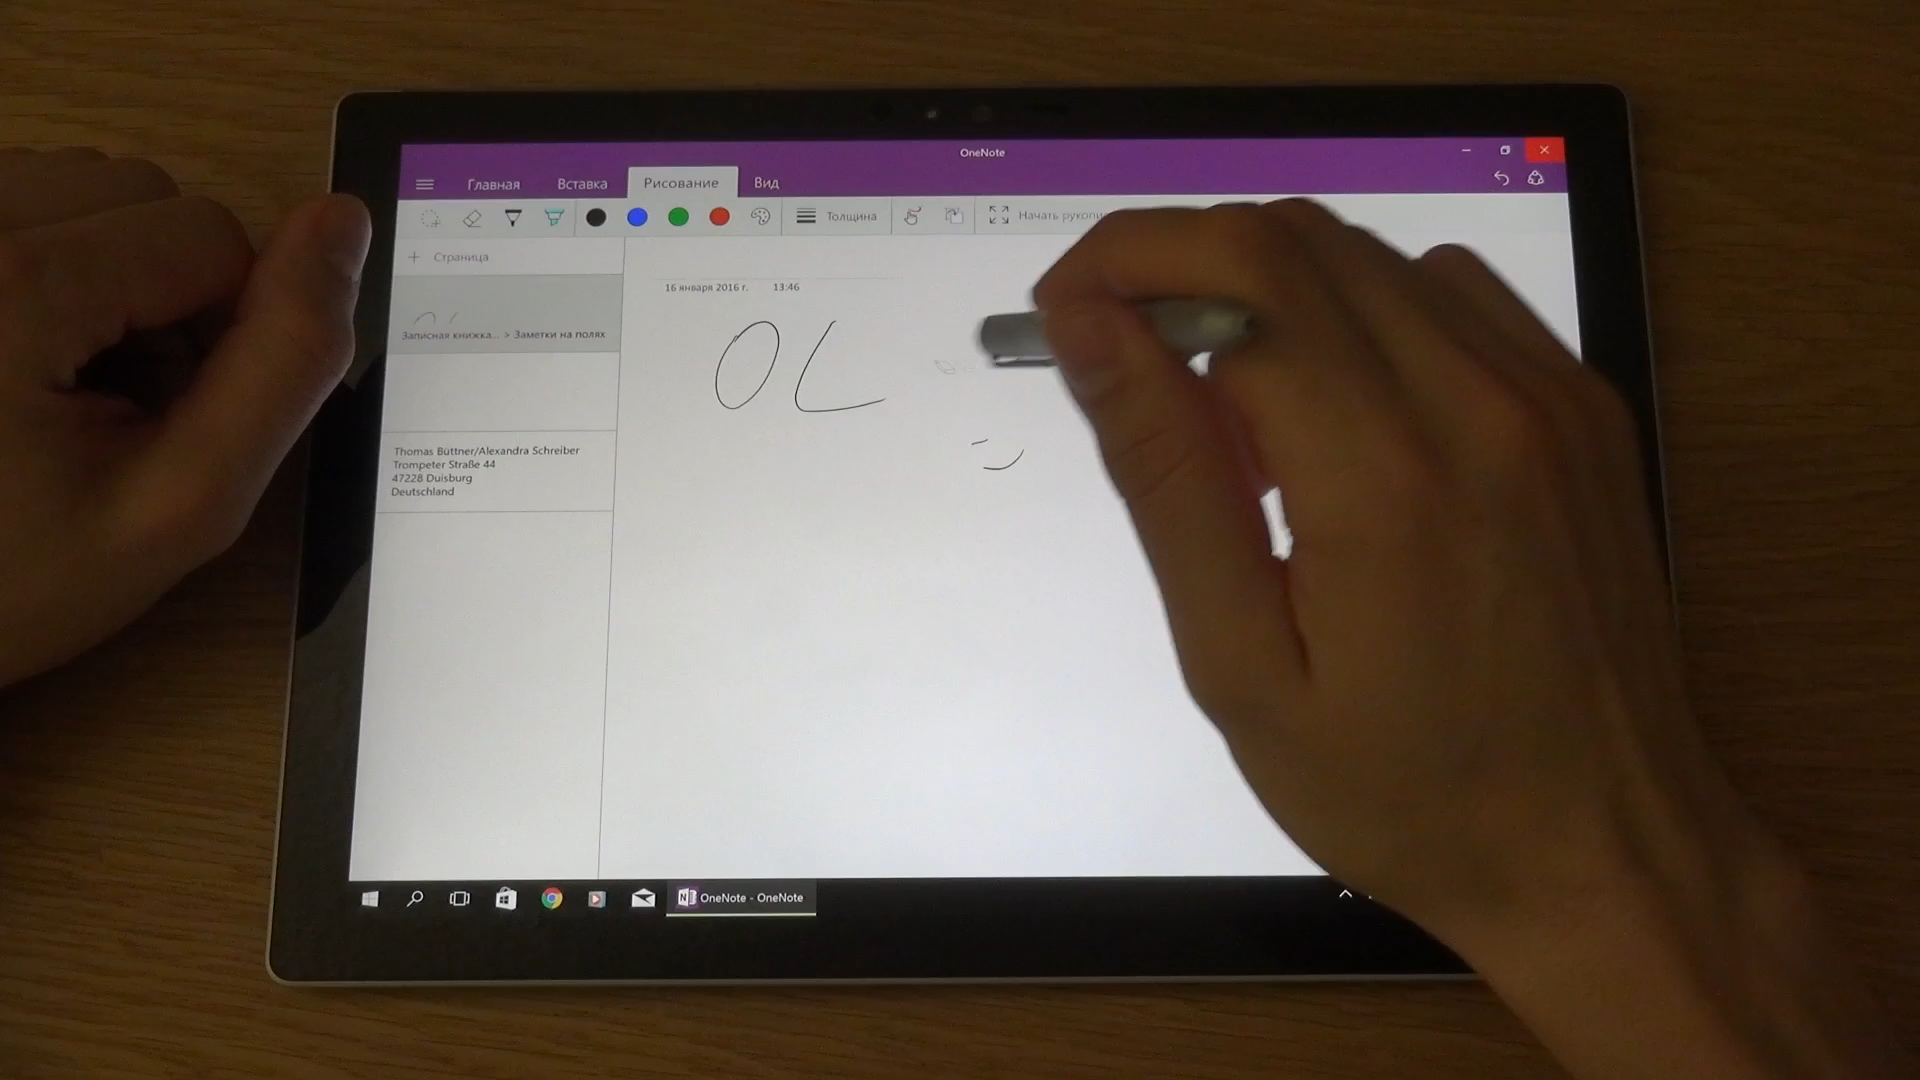 OneNote
Главная Вставка Рисование Вид
Толщина
Начать рукопи
Страница
16 января 2016 г. 13:46
Записная книжка... > Заметки на полях
OL
Thomas Büttner/Alexandra Schreiber
Trompeter Straße 44
47228 Duisburg
Deutschland
OneNote - OneNote